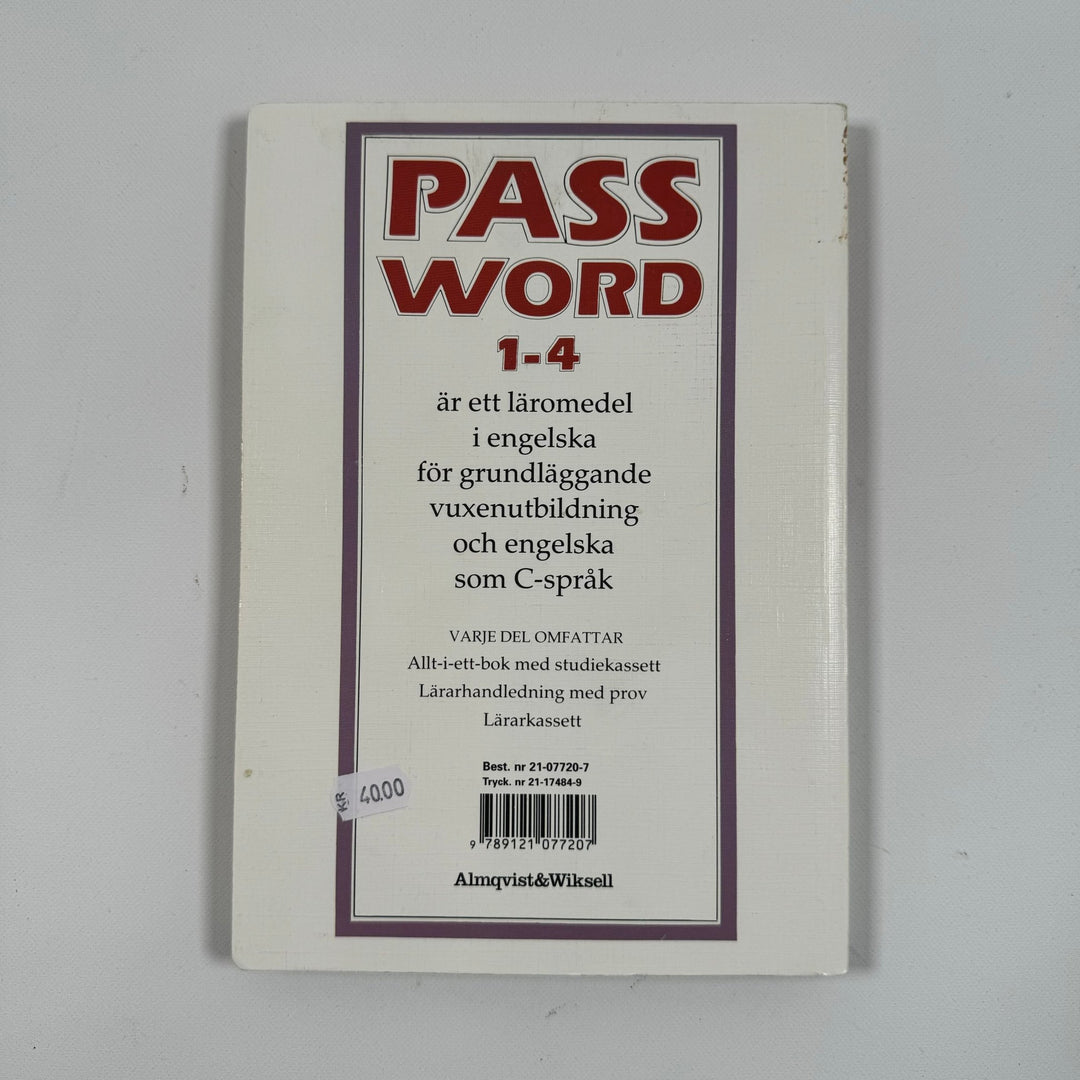 PASS
WORD
1-4
är ett läromedel
i engelska
för grundläggande
vuxenutbildning
och engelska
som C-språk
VARJE DEL OMFATTAR
Allt-i-ett-bok med studiekassett
Lärarhandledning med prov
Lärarkassett
Best. nr 21-07720-7
Tryck. nr 21-17484-9
KR 40.00
9 789121 077207
Almqvist&Wiksell